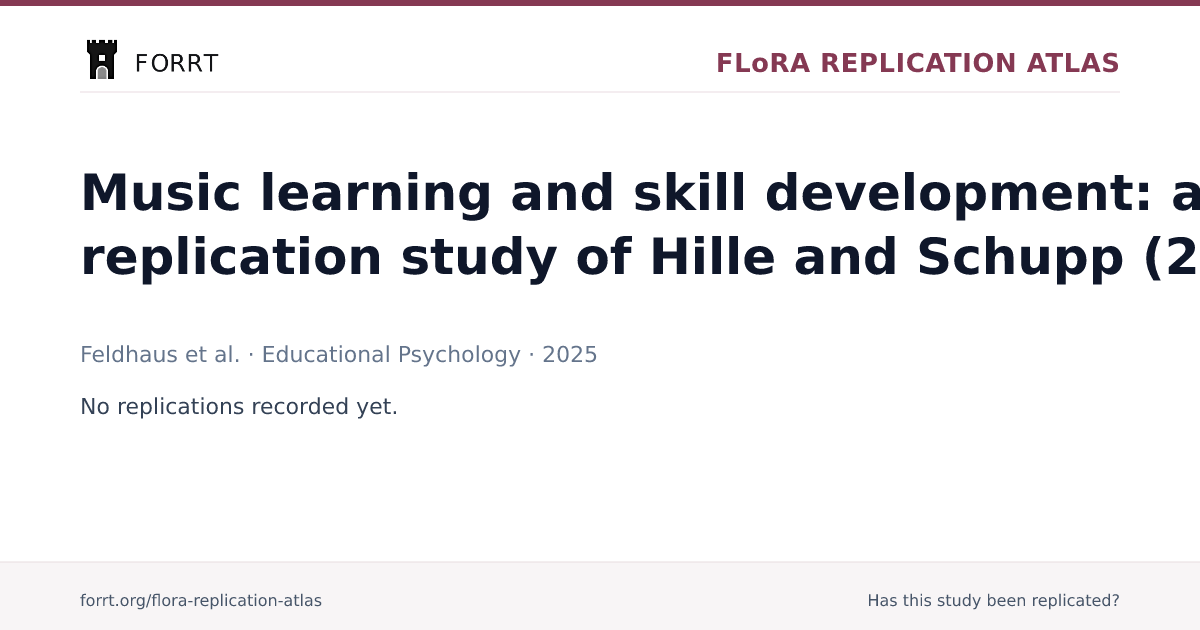 FORRT
FLoRA REPLICATION ATLAS
Music learning and skill development: a
replication study of Hille and Schupp (2
Feldhaus et al. · Educational Psychology · 2025
No replications recorded yet.
forrt.org/flora-replication-atlas
Has this study been replicated?